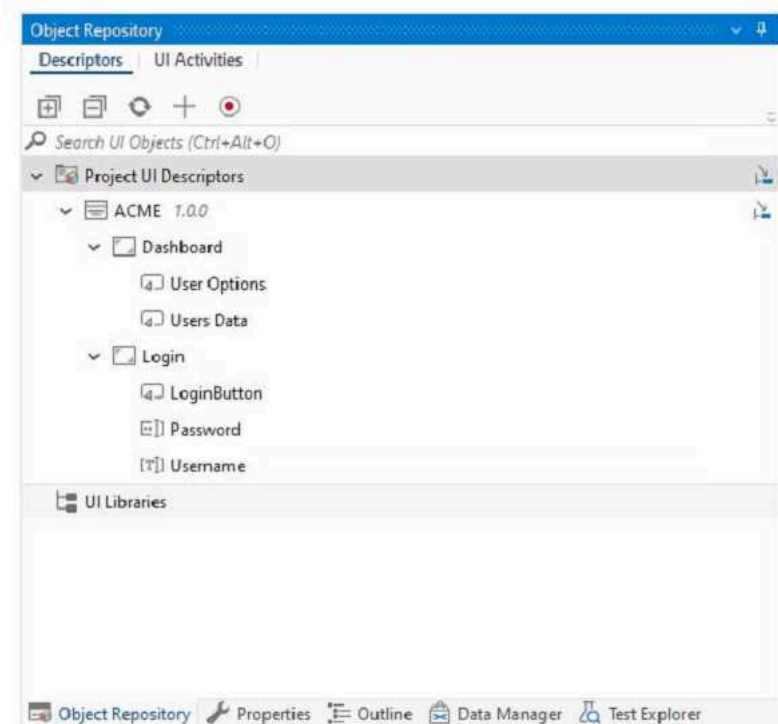 Object Repository
Descriptors UI Activities
Search UI Objects (Ctrl+Alt+O)
Project UI Descriptors
ACME 1.0.0
Dashboard
User Options
Users Data
Login
LoginButton
Password
Username
UI Libraries
Object Repository Properties Outline Data Manager Test Explorer